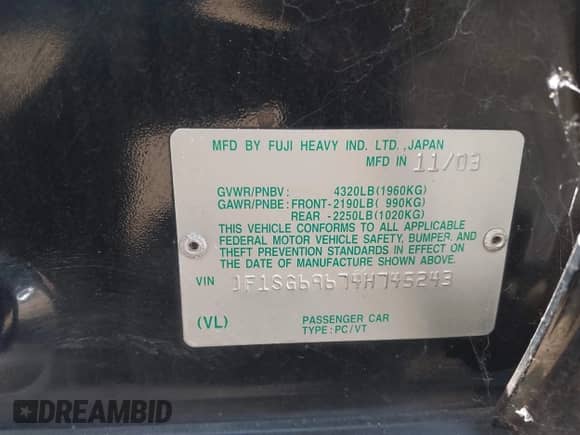 MFD BY FUJI HEAVY IND. LTD.,JAPAN
MFD IN 11/03
GVWR/PNBV: 4320LB(1960KG)
GAWR/PNBE: FRONT-2190LB( 990KG)
REAR -2250LB(1020KG)
THIS VEHICLE CONFORMS TO ALL APPLICABLE
FEDERAL MOTOR VEHICLE SAFETY, BUMPER, AND
THEFT PREVENTION STANDARDS IN EFFECT ON THE
DATE OF MANUFACTURE SHOWN ABOVE.
VIN JF1SG69674H745243
(VL) PASSENGER CAR
TYPE:PC/VT
DREAMBID